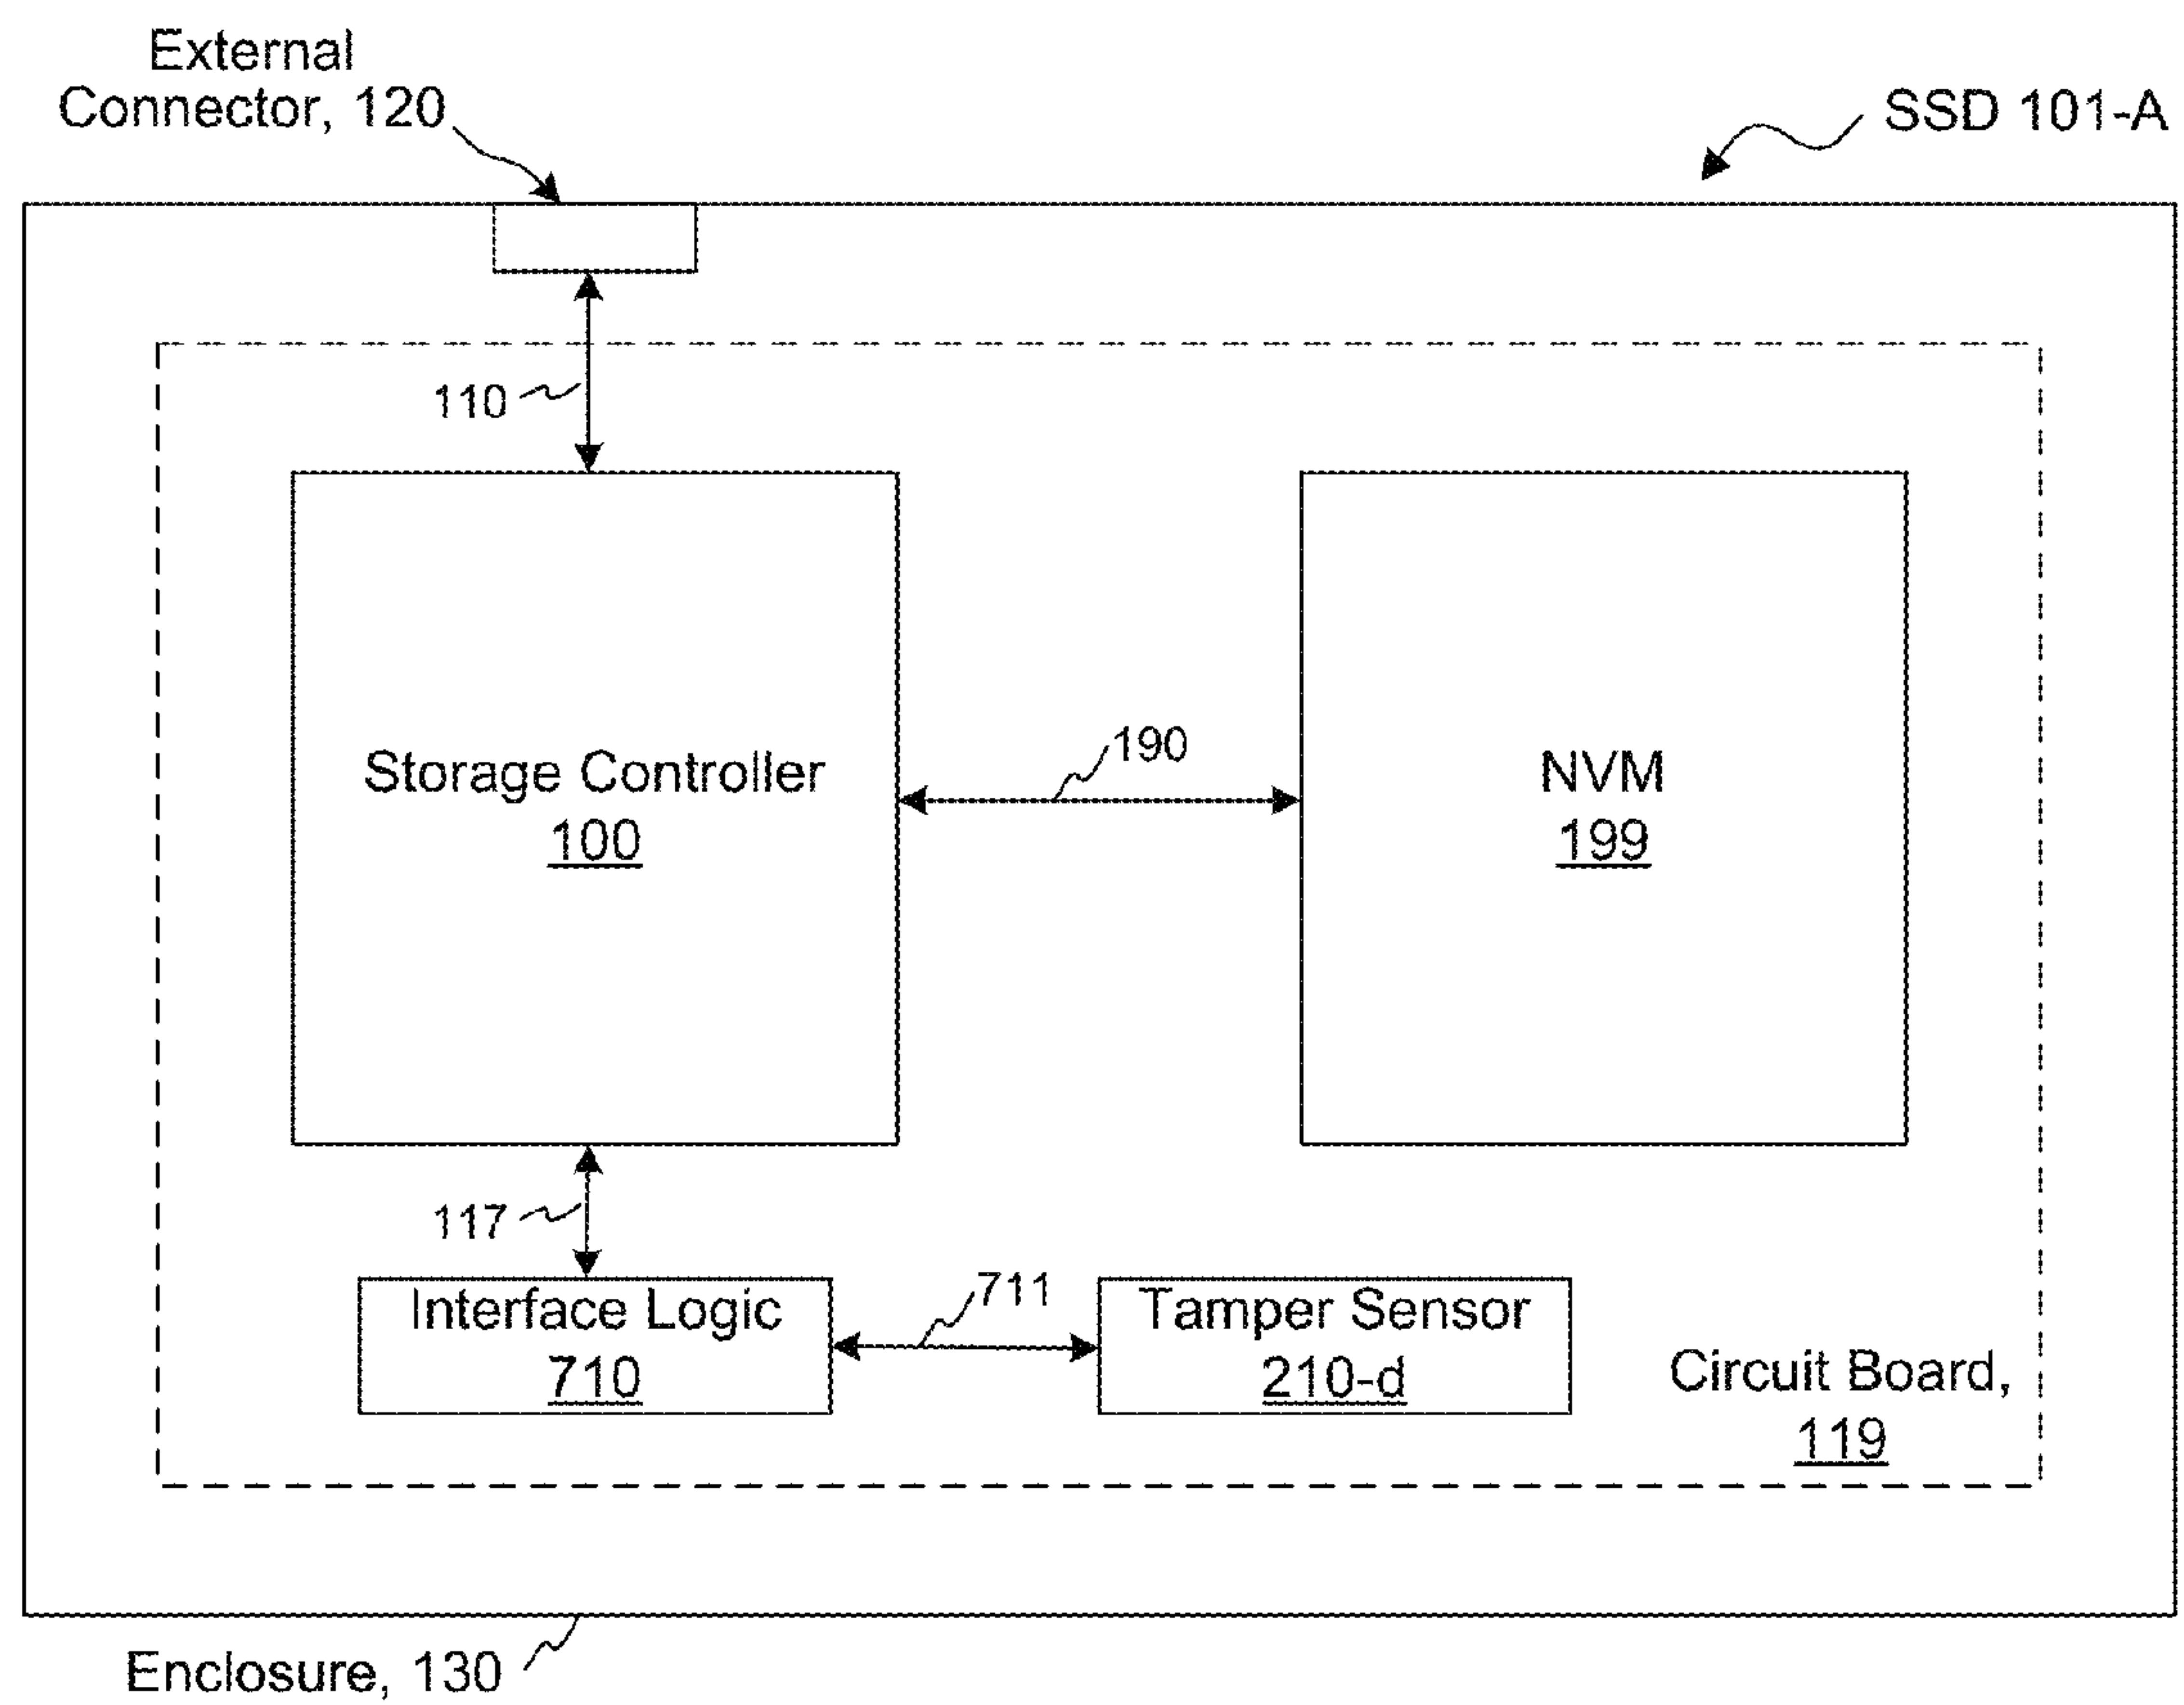 External
Connector, 120
SSD 101-A
110
Storage Controller
100
190
NVM
199
117
Interface Logic
710
711
Tamper Sensor
210-d
Circuit Board,
119
Enclosure, 130